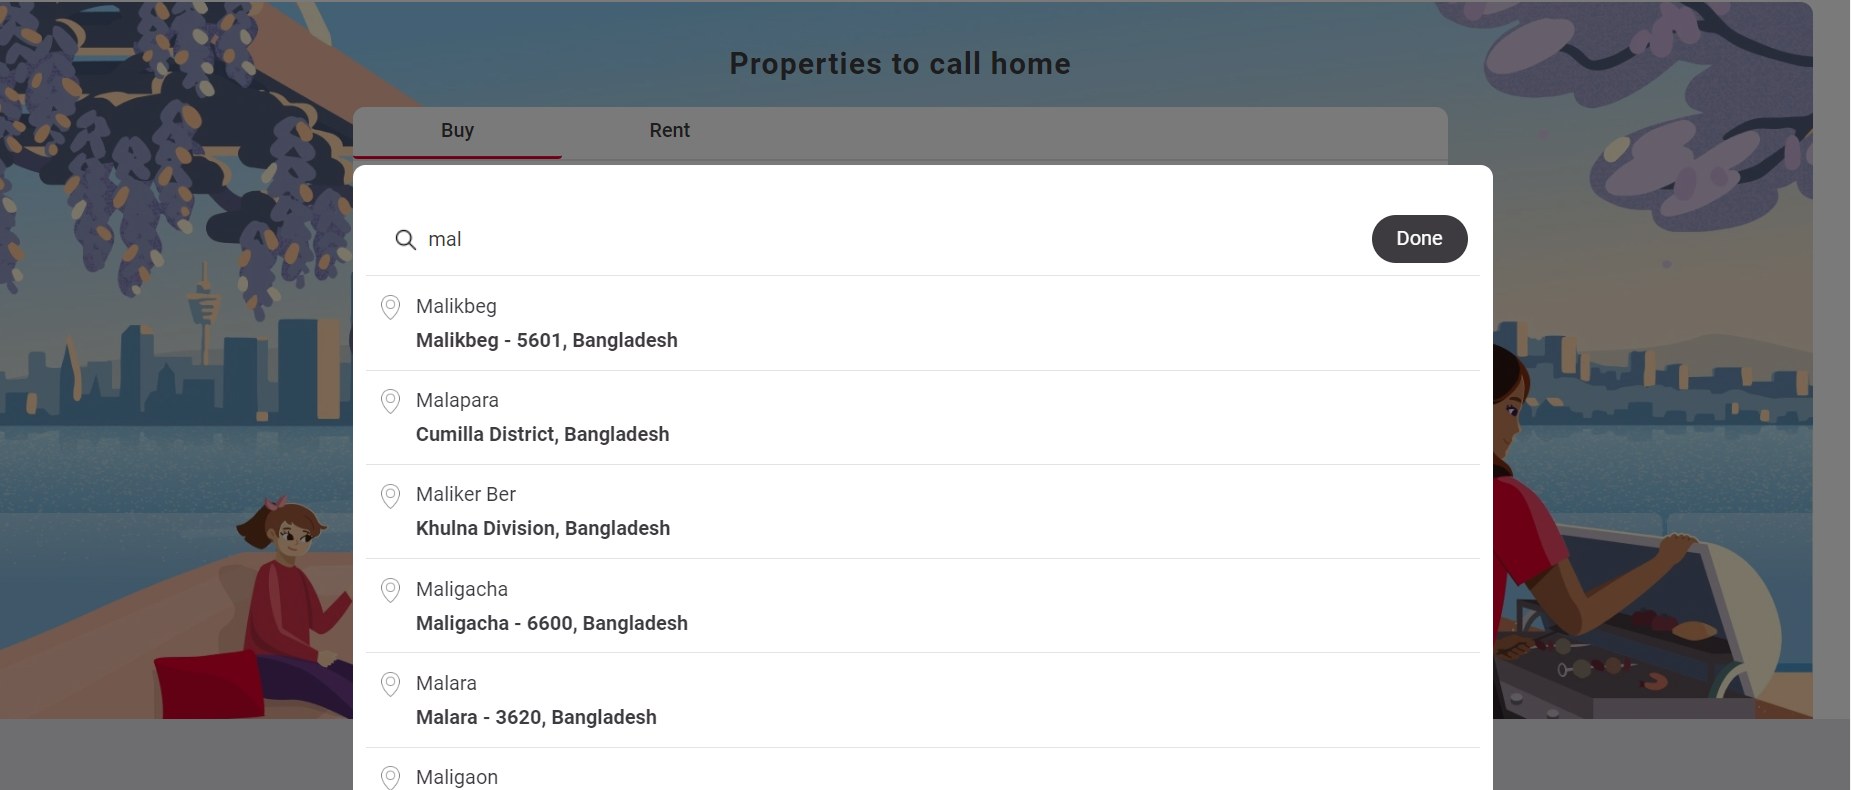 Properties to call home
Buy
Rent
mal
Done
Malikbeg
Malikbeg - 5601, Bangladesh
Malapara
Cumilla District, Bangladesh
Maliker Ber
Khulna Division, Bangladesh
Maligacha
Maligacha - 6600, Bangladesh
Malara
Malara - 3620, Bangladesh
Maligaon